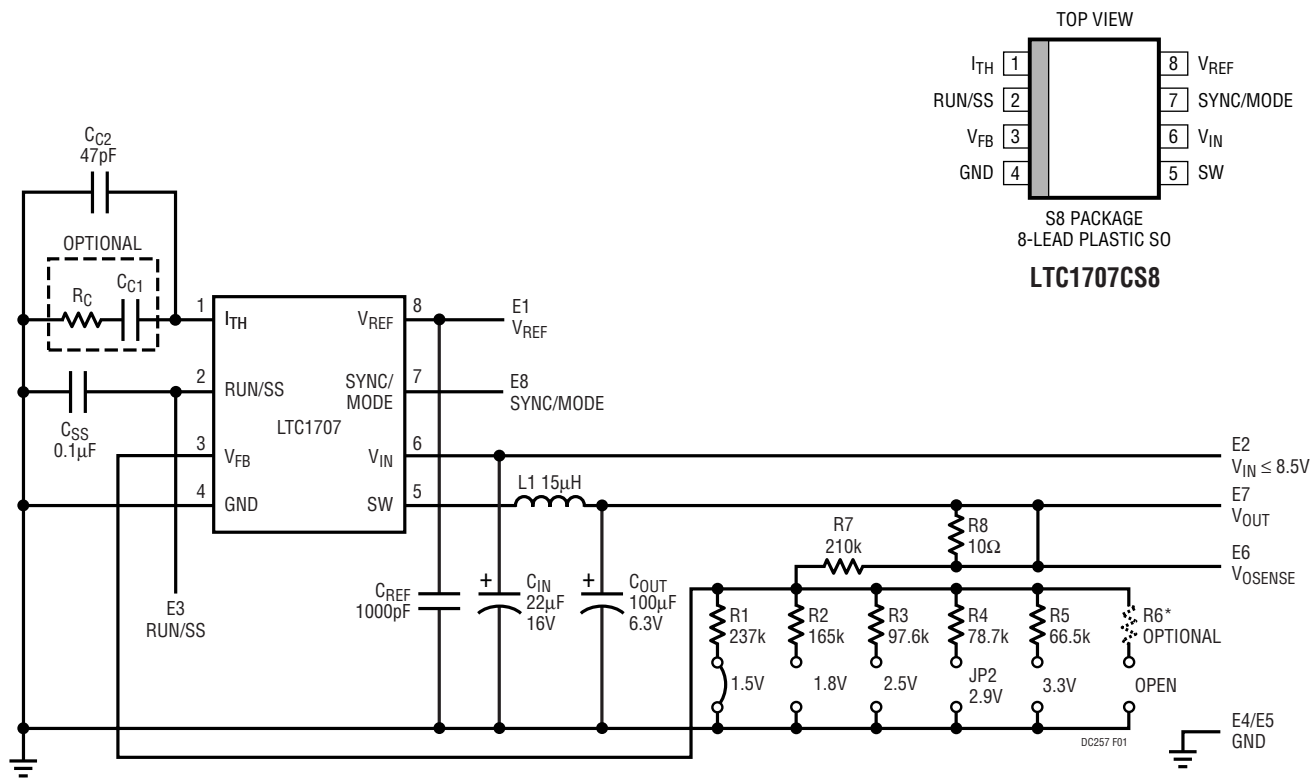 TOP VIEW
I_TH 1
RUN/SS 2
V_FB 3
GND 4
8 V_REF
7 SYNC/MODE
6 V_IN
5 SW
S8 PACKAGE
8-LEAD PLASTIC SO
LTC1707CS8
C_C2
47pF
OPTIONAL
R_C
C_C1
C_SS
0.1µF
1
2
3
4
I_TH
RUN/SS
V_FB
GND
LTC1707
V_REF
SYNC/
MODE
V_IN
SW
8
7
6
5
E1
V_REF
E8
SYNC/MODE
E3
RUN/SS
L1 15µH
E2
V_IN ≤ 8.5V
E7
V_OUT
E6
V_OSENSE
R7
210k
R8
10Ω
C_REF
1000pF
+
C_IN
22µF
16V
+
C_OUT
100µF
6.3V
R1
237k
R2
165k
R3
97.6k
R4
78.7k
R5
66.5k
R6*
OPTIONAL
1.5V
1.8V
2.5V
JP2
2.9V
3.3V
OPEN
DC257 F01
E4/E5
GND